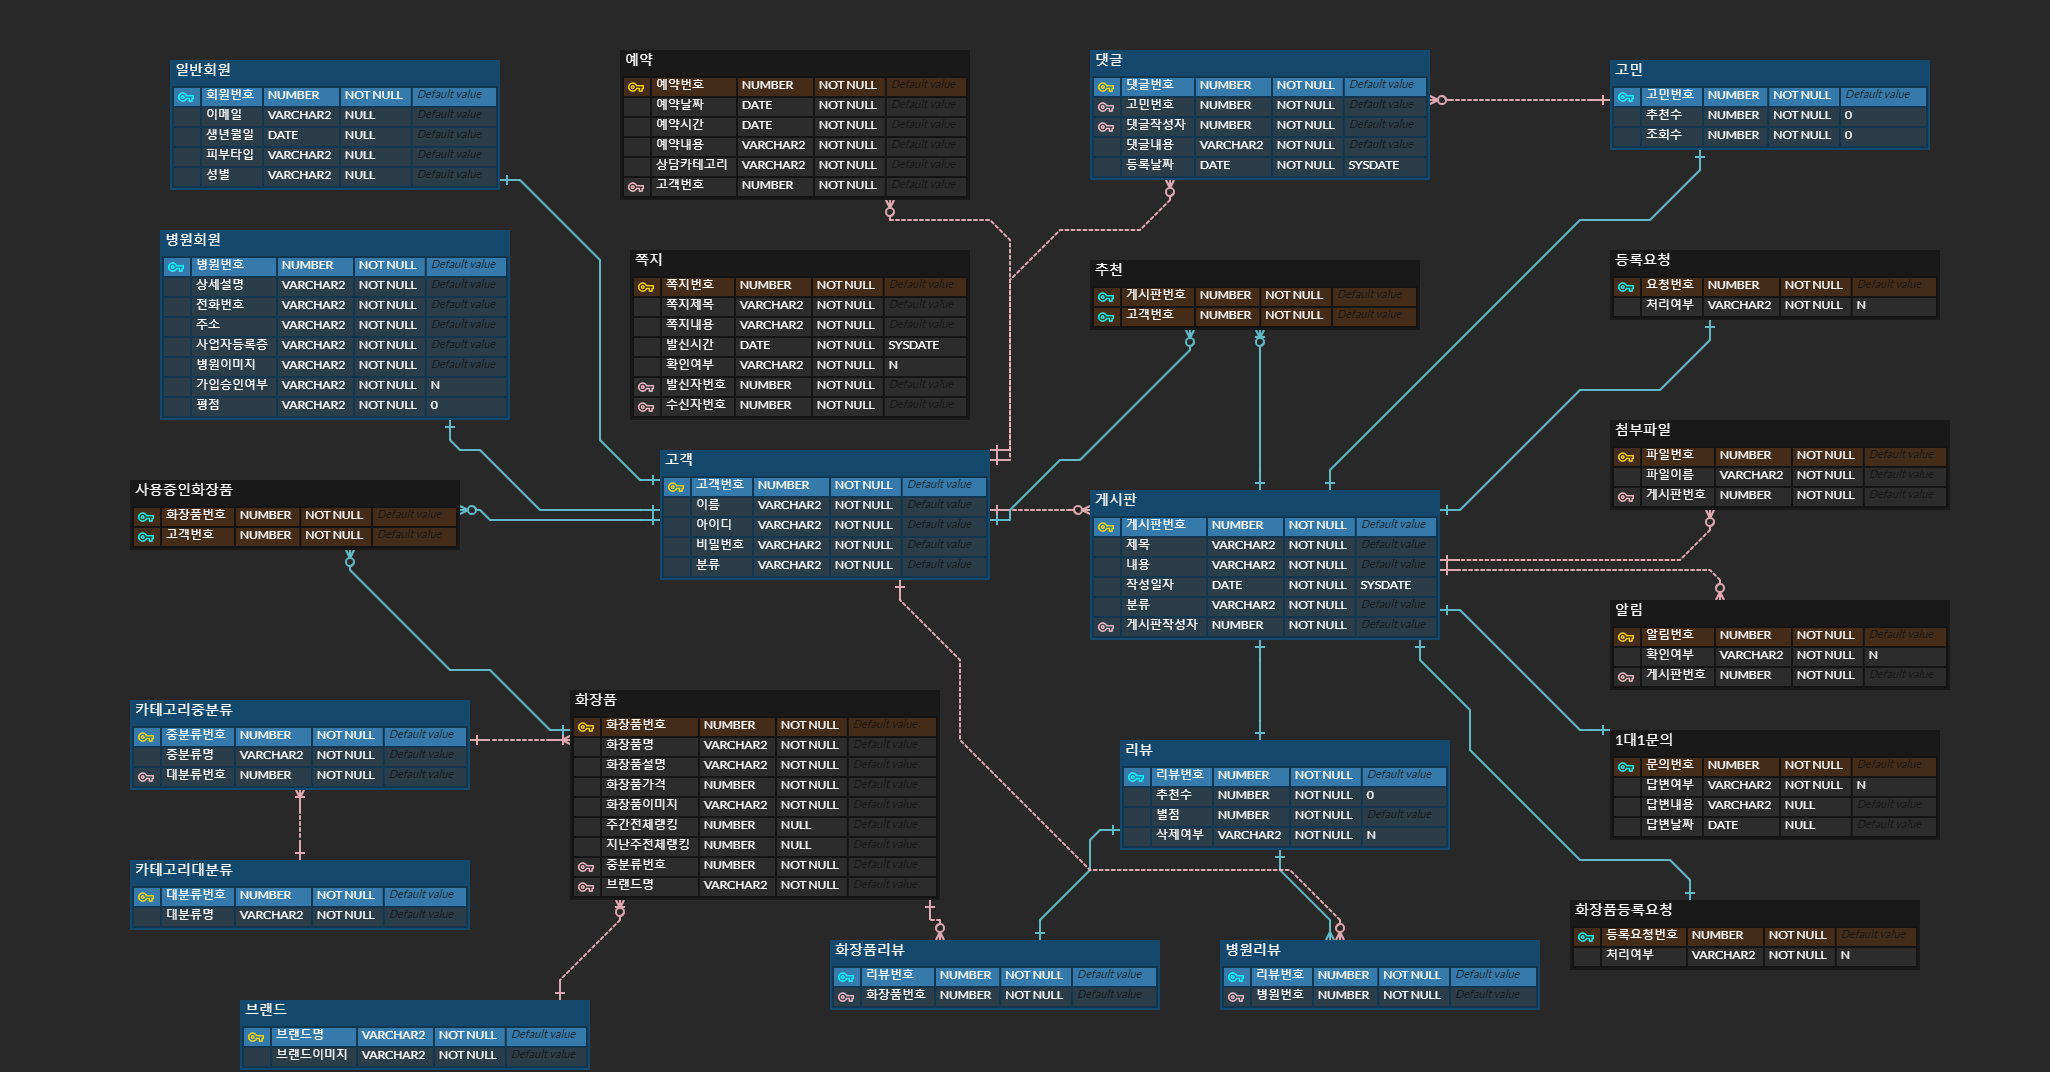 일반회원
회원번호 NUMBER NOT NULL Default value
이메일 VARCHAR2 NULL Default value
생년월일 DATE NULL Default value
피부타입 VARCHAR2 NULL Default value
성별 VARCHAR2 NULL Default value
예약
예약번호 NUMBER NOT NULL Default value
예약날짜 DATE NOT NULL Default value
예약시간 DATE NOT NULL Default value
예약내용 VARCHAR2 NOT NULL Default value
상담카테고리 VARCHAR2 NOT NULL Default value
고객번호 NUMBER NOT NULL Default value
댓글
댓글번호 NUMBER NOT NULL Default value
고민번호 NUMBER NOT NULL Default value
댓글작성자 NUMBER NOT NULL Default value
댓글내용 VARCHAR2 NOT NULL Default value
등록날짜 DATE NOT NULL SYSDATE
고민
고민번호 NUMBER NOT NULL Default value
추천수 NUMBER NOT NULL 0
조회수 NUMBER NOT NULL 0
병원회원
병원번호 NUMBER NOT NULL Default value
상세설명 VARCHAR2 NOT NULL Default value
전화번호 VARCHAR2 NOT NULL Default value
주소 VARCHAR2 NOT NULL Default value
사업자등록증 VARCHAR2 NOT NULL Default value
병원이미지 VARCHAR2 NOT NULL Default value
가입승인여부 VARCHAR2 NOT NULL N
평점 VARCHAR2 NOT NULL 0
쪽지
쪽지번호 NUMBER NOT NULL Default value
쪽지제목 VARCHAR2 NOT NULL Default value
쪽지내용 VARCHAR2 NOT NULL Default value
발신시간 DATE NOT NULL SYSDATE
확인여부 VARCHAR2 NOT NULL N
발신자번호 NUMBER NOT NULL Default value
수신자번호 NUMBER NOT NULL Default value
추천
게시판번호 NUMBER NOT NULL Default value
고객번호 NUMBER NOT NULL Default value
등록요청
요청번호 NUMBER NOT NULL Default value
처리여부 VARCHAR2 NOT NULL N
첨부파일
파일번호 NUMBER NOT NULL Default value
파일이름 VARCHAR2 NOT NULL Default value
게시판번호 NUMBER NOT NULL Default value
사용중인화장품
화장품번호 NUMBER NOT NULL Default value
고객번호 NUMBER NOT NULL Default value
고객
고객번호 NUMBER NOT NULL Default value
이름 VARCHAR2 NOT NULL Default value
아이디 VARCHAR2 NOT NULL Default value
비밀번호 VARCHAR2 NOT NULL Default value
분류 VARCHAR2 NOT NULL Default value
게시판
게시판번호 NUMBER NOT NULL Default value
제목 VARCHAR2 NOT NULL Default value
내용 VARCHAR2 NOT NULL Default value
작성일자 DATE NOT NULL SYSDATE
분류 VARCHAR2 NOT NULL Default value
게시판작성자 NUMBER NOT NULL Default value
알림
알림번호 NUMBER NOT NULL Default value
확인여부 VARCHAR2 NOT NULL N
게시판번호 NUMBER NOT NULL Default value
카테고리중분류
중분류번호 NUMBER NOT NULL Default value
중분류명 VARCHAR2 NOT NULL Default value
대분류번호 NUMBER NOT NULL Default value
화장품
화장품번호 NUMBER NOT NULL Default value
화장품명 VARCHAR2 NOT NULL Default value
화장품설명 VARCHAR2 NOT NULL Default value
화장품가격 NUMBER NOT NULL Default value
화장품이미지 VARCHAR2 NOT NULL Default value
주간전체랭킹 NUMBER NULL Default value
지난주전체랭킹 NUMBER NULL Default value
중분류번호 NUMBER NOT NULL Default value
브랜드명 VARCHAR2 NOT NULL Default value
리뷰
리뷰번호 NUMBER NOT NULL Default value
추천수 NUMBER NOT NULL 0
별점 NUMBER NOT NULL Default value
삭제여부 VARCHAR2 NOT NULL N
1대1문의
문의번호 NUMBER NOT NULL Default value
답변여부 VARCHAR2 NOT NULL N
답변내용 VARCHAR2 NULL Default value
답변날짜 DATE NULL Default value
카테고리대분류
대분류번호 NUMBER NOT NULL Default value
대분류명 VARCHAR2 NOT NULL Default value
화장품리뷰
리뷰번호 NUMBER NOT NULL Default value
화장품번호 NUMBER NOT NULL Default value
병원리뷰
리뷰번호 NUMBER NOT NULL Default value
병원번호 NUMBER NOT NULL Default value
화장품등록요청
등록요청번호 NUMBER NOT NULL Default value
처리여부 VARCHAR2 NOT NULL N
브랜드
브랜드명 VARCHAR2 NOT NULL Default value
브랜드이미지 VARCHAR2 NOT NULL Default value